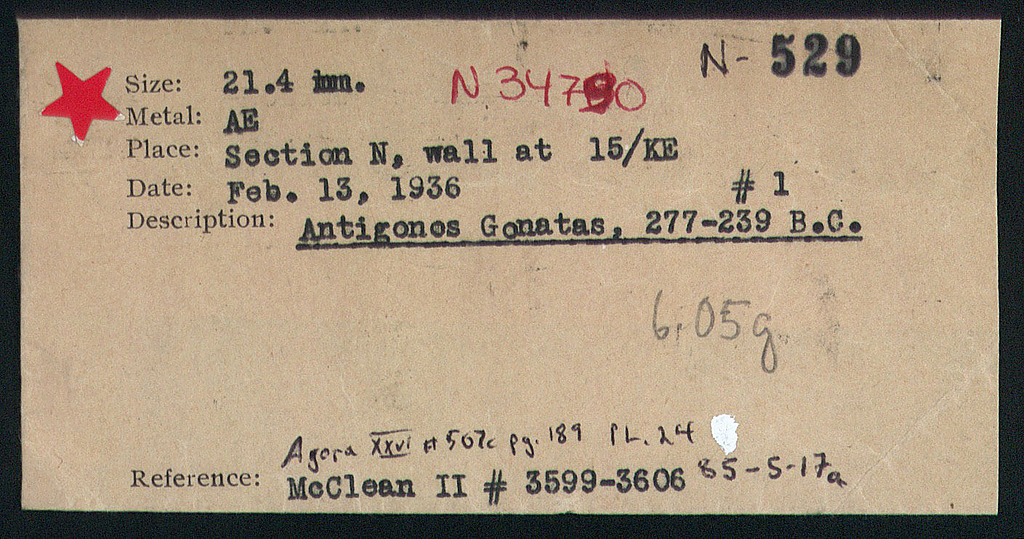 N- 529
Size: 21.4 mm. N 34790
Metal: AE
Place: Section N, wall at 15/KE
Date: Feb. 13, 1936 # 1
Description: Antigonos Gonatas, 277-239 B.C.
6.05g
Agora XXVI # 507c pg. 189 PL. 24
Reference: McClean II # 3599-3606 85-5-17a